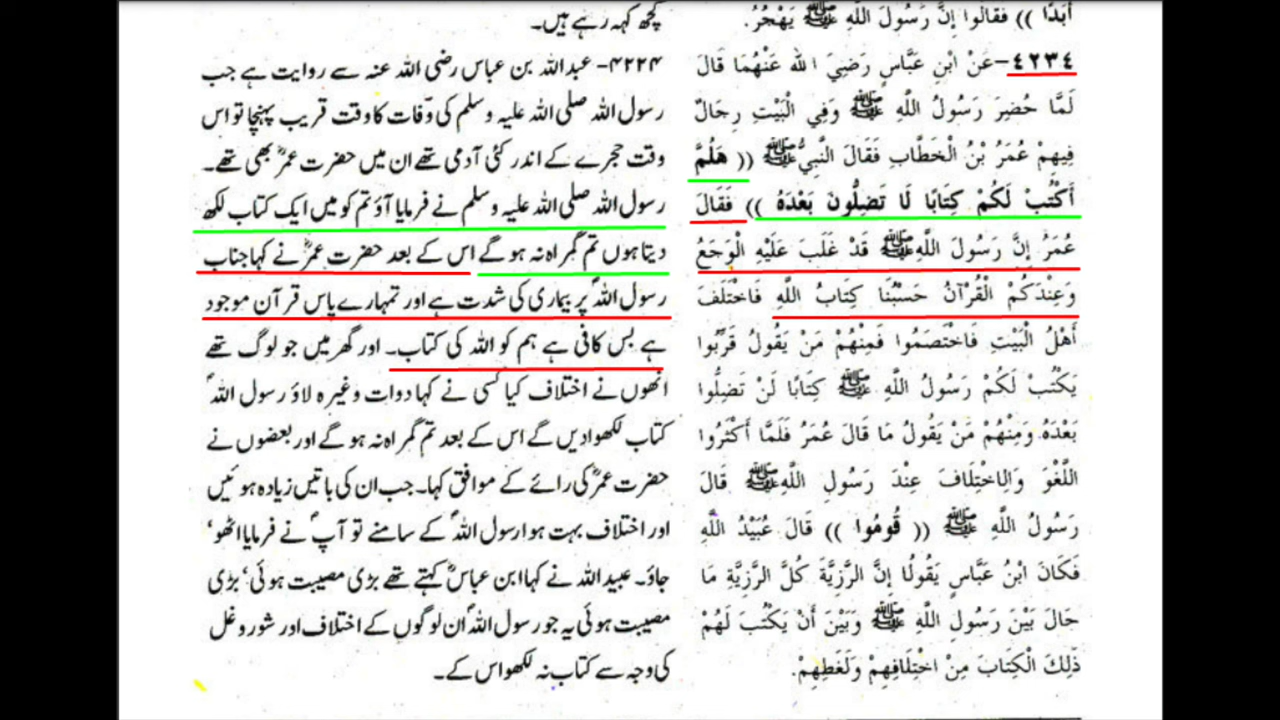 أَبَدًا )) فَقَالُوا إِنَّ رَسُولَ اللَّهِ ﷺ يَهْجُرُ.
٤٢٣٤- عَنْ ابْنِ عَبَّاسٍ رَضِيَ اللهُ عَنْهُمَا قَالَ
لَمَّا حُضِرَ رَسُولُ اللَّهِ ﷺ وَفِي الْبَيْتِ رِجَالٌ
فِيهِمْ عُمَرُ بْنُ الْخَطَّابِ فَقَالَ النَّبِيُّ ﷺ (( هَلُمَّ
أَكْتُبْ لَكُمْ كِتَابًا لَا تَضِلُّونَ بَعْدَهُ )) فَقَالَ
عُمَرُ إِنَّ رَسُولَ اللَّهِ ﷺ قَدْ غَلَبَ عَلَيْهِ الْوَجَعُ
وَعِنْدَكُمْ الْقُرْآنُ حَسْبُنَا كِتَابُ اللَّهِ فَاخْتَلَفَ
أَهْلُ الْبَيْتِ فَاخْتَصَمُوا فَمِنْهُمْ مَنْ يَقُولُ قَرِّبُوا
يَكْتُبْ لَكُمْ رَسُولُ اللَّهِ ﷺ كِتَابًا لَنْ تَضِلُّوا
بَعْدَهُ وَمِنْهُمْ مَنْ يَقُولُ مَا قَالَ عُمَرُ فَلَمَّا أَكْثَرُوا
اللَّغْوَ وَالِاخْتِلَافَ عِنْدَ رَسُولِ اللَّهِ ﷺ قَالَ
رَسُولُ اللَّهِ ﷺ (( قُومُوا )) قَالَ عُبَيْدُ اللَّهِ
فَكَانَ ابْنُ عَبَّاسٍ يَقُولُا إِنَّ الرَّزِيَّةَ كُلَّ الرَّزِيَّةِ مَا
حَالَ بَيْنَ رَسُولِ اللَّهِ ﷺ وَبَيْنَ أَنْ يَكْتُبَ لَهُمْ
ذَلِكَ الْكِتَابَ مِنْ اخْتِلَافِهِمْ وَلَغَطِهِمْ.
کچھ کہہ رہے ہیں۔
۴۲۲۴- عبداللہ بن عباس رضی اللہ عنہ سے روایت ہے جب
رسول اللہ صلی اللہ علیہ وسلم کی وفات کا وقت قریب پہنچا تو اس
وقت حجرے کے اندر کئی آدمی تھے ان میں حضرت عمرؓ بھی تھے۔
رسول اللہ صلی اللہ علیہ وسلم نے فرمایا آؤ تم کو میں ایک کتاب لکھ
دیتا ہوں تم گمراہ نہ ہو گے اس کے بعد حضرت عمرؓ نے کہا جناب
رسول اللہؐ پر بیماری کی شدت ہے اور تمہارے پاس قرآن موجود
ہے بس کافی ہے ہم کو اللہ کی کتاب۔ اور گھر میں جو لوگ تھے
انھوں نے اختلاف کیا کسی نے کہا دوات وغیرہ لاؤ رسول اللہؐ
کتاب لکھوا دیں گے اس کے بعد تم گمراہ نہ ہو گے اور بعضوں نے
حضرت عمرؓ کی رائے کے موافق کہا۔ جب ان کی باتیں زیادہ ہوئیں
اور اختلاف بہت ہوا رسول اللہؐ کے سامنے تو آپؐ نے فرمایا اٹھو'
جاؤ۔ عبیداللہ نے کہا ابن عباسؓ کہتے تھے بڑی مصیبت ہوئی' بڑی
مصیبت ہوئی یہ جو رسول اللہؐ ان لوگوں کے اختلاف اور شور و غل
کی وجہ سے کتاب نہ لکھوا سکے۔